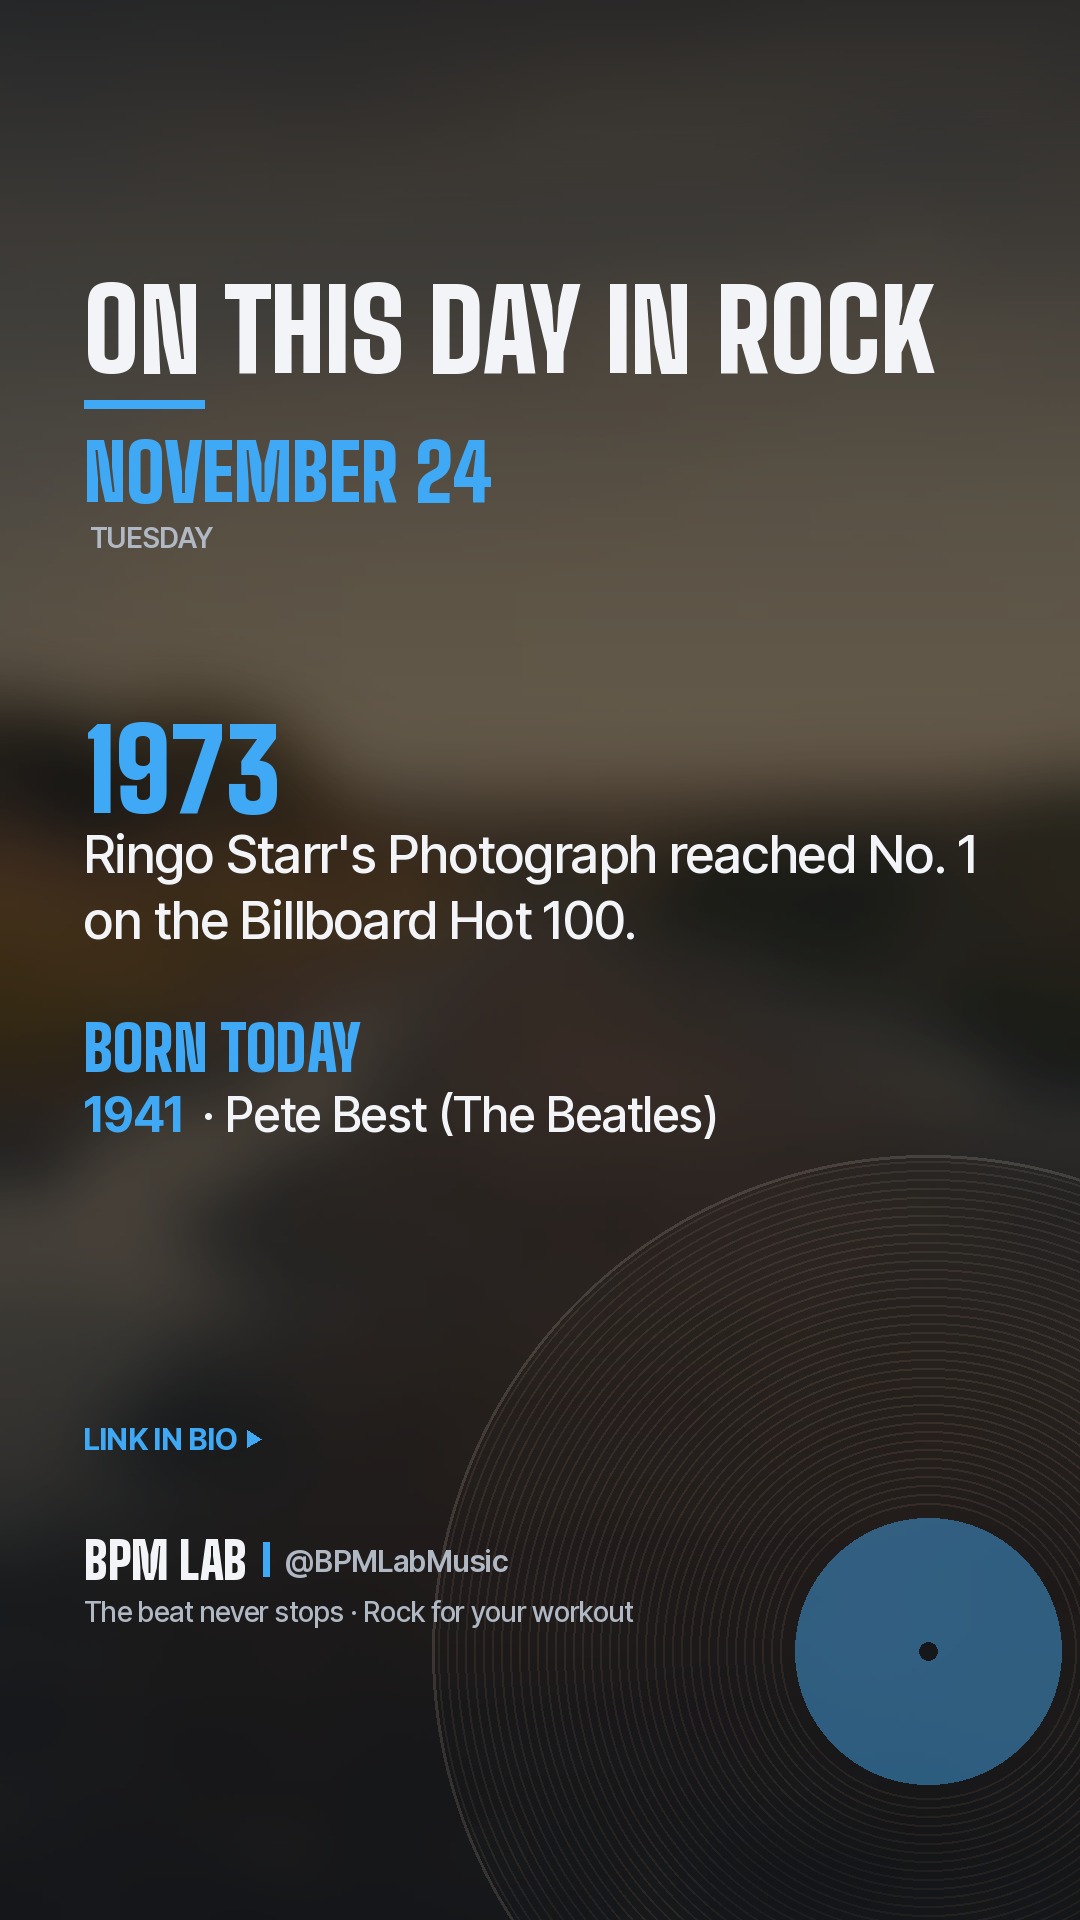 ON THIS DAY IN ROCK
NOVEMBER 24
TUESDAY
1973
Ringo Starr's Photograph reached No. 1
on the Billboard Hot 100.
BORN TODAY
1941 · Pete Best (The Beatles)
LINK IN BIO ▶
BPM LAB | @BPMLabMusic
The beat never stops · Rock for your workout